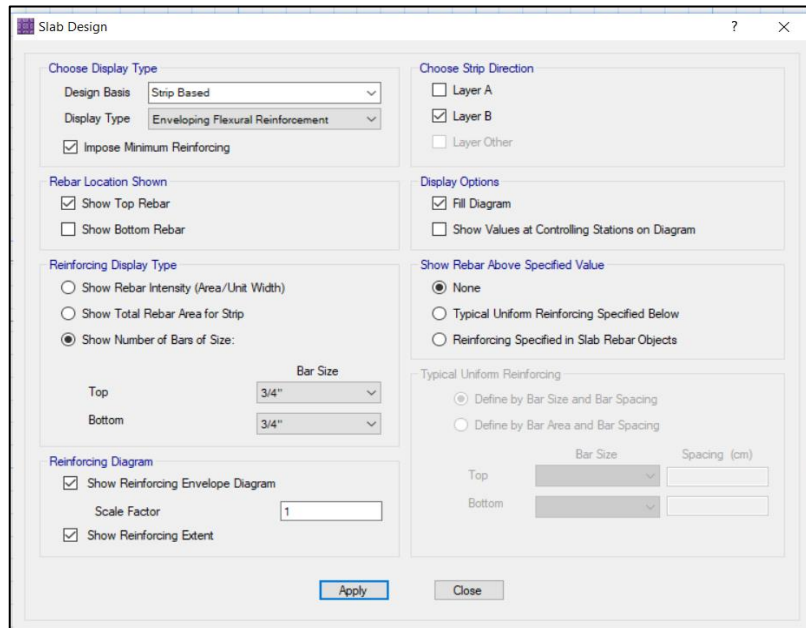 Slab Design
?
Choose Display Type
Design Basis Strip Based
Display Type Enveloping Flexural Reinforcement
Impose Minimum Reinforcing
Rebar Location Shown
Show Top Rebar
Show Bottom Rebar
Reinforcing Display Type
Show Rebar Intensity (Area/Unit Width)
Show Total Rebar Area for Strip
Show Number of Bars of Size:
Bar Size
Top 3/4"
Bottom 3/4"
Reinforcing Diagram
Show Reinforcing Envelope Diagram
Scale Factor 1
Show Reinforcing Extent
Choose Strip Direction
Layer A
Layer B
Layer Other
Display Options
Fill Diagram
Show Values at Controlling Stations on Diagram
Show Rebar Above Specified Value
None
Typical Uniform Reinforcing Specified Below
Reinforcing Specified in Slab Rebar Objects
Typical Uniform Reinforcing
Define by Bar Size and Bar Spacing
Define by Bar Area and Bar Spacing
Bar Size Spacing (cm)
Top
Bottom
Apply Close